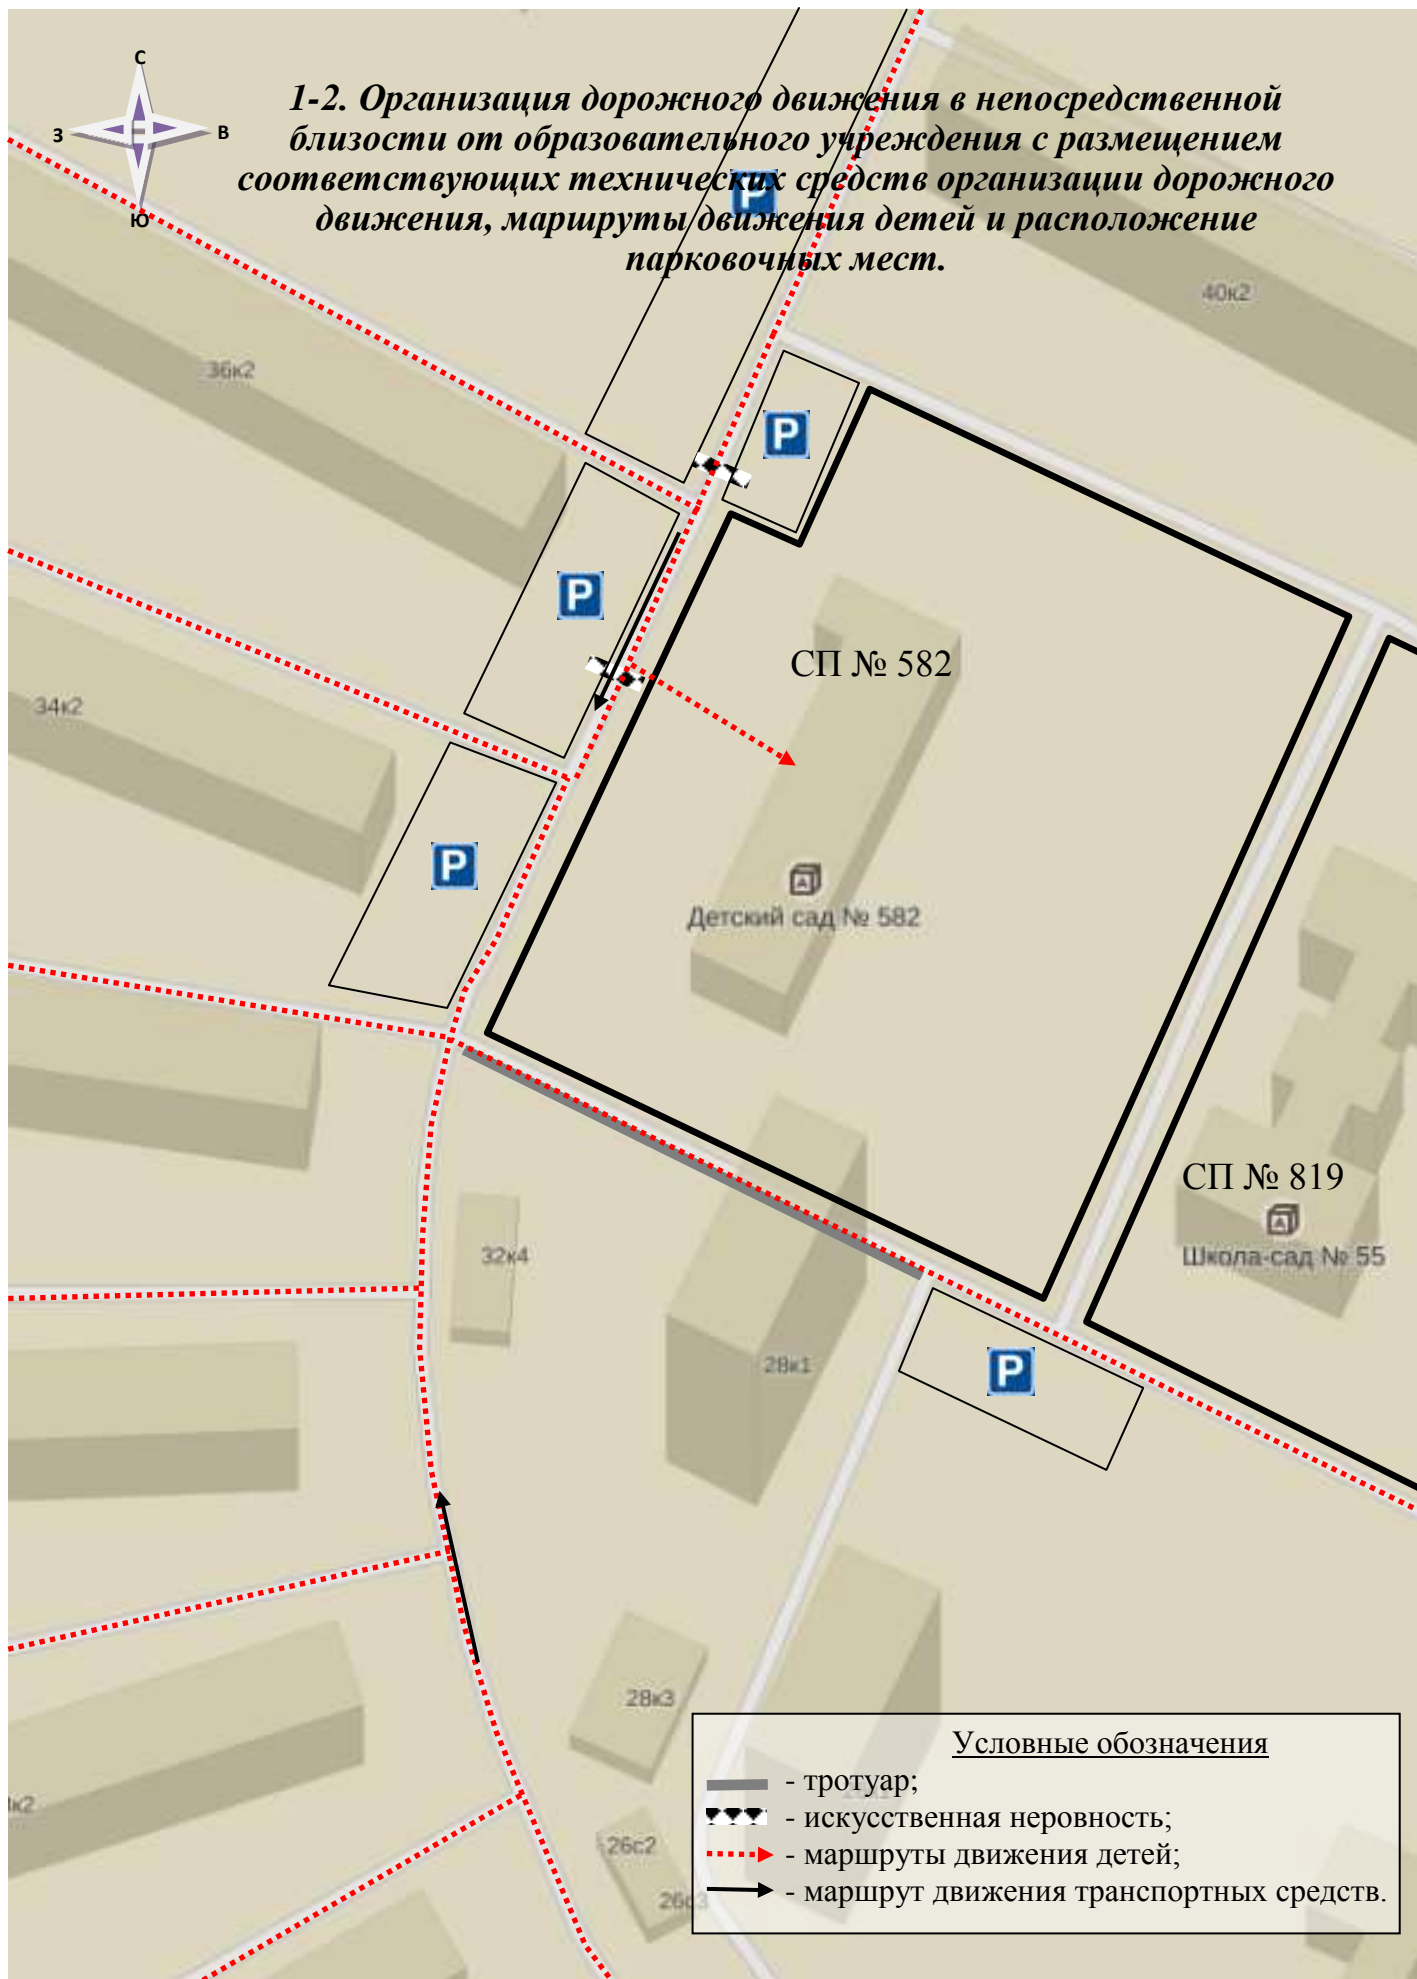 С
З
В
Ю
1-2. Организация дорожного движения в непосредственной
близости от образовательного учреждения с размещением
соответствующих технических средств организации дорожного
движения, маршруты движения детей и расположение
парковочных мест.
P
40к2
36к2
P
P
СП № 582
34к2
P
Детский сад № 582
СП № 819
32к4
Школа-сад № 55
28к1
P
28к3
Условные обозначения
- тротуар;
- искусственная неровность;
- маршруты движения детей;
- маршрут движения транспортных средств.
26с2
26с3